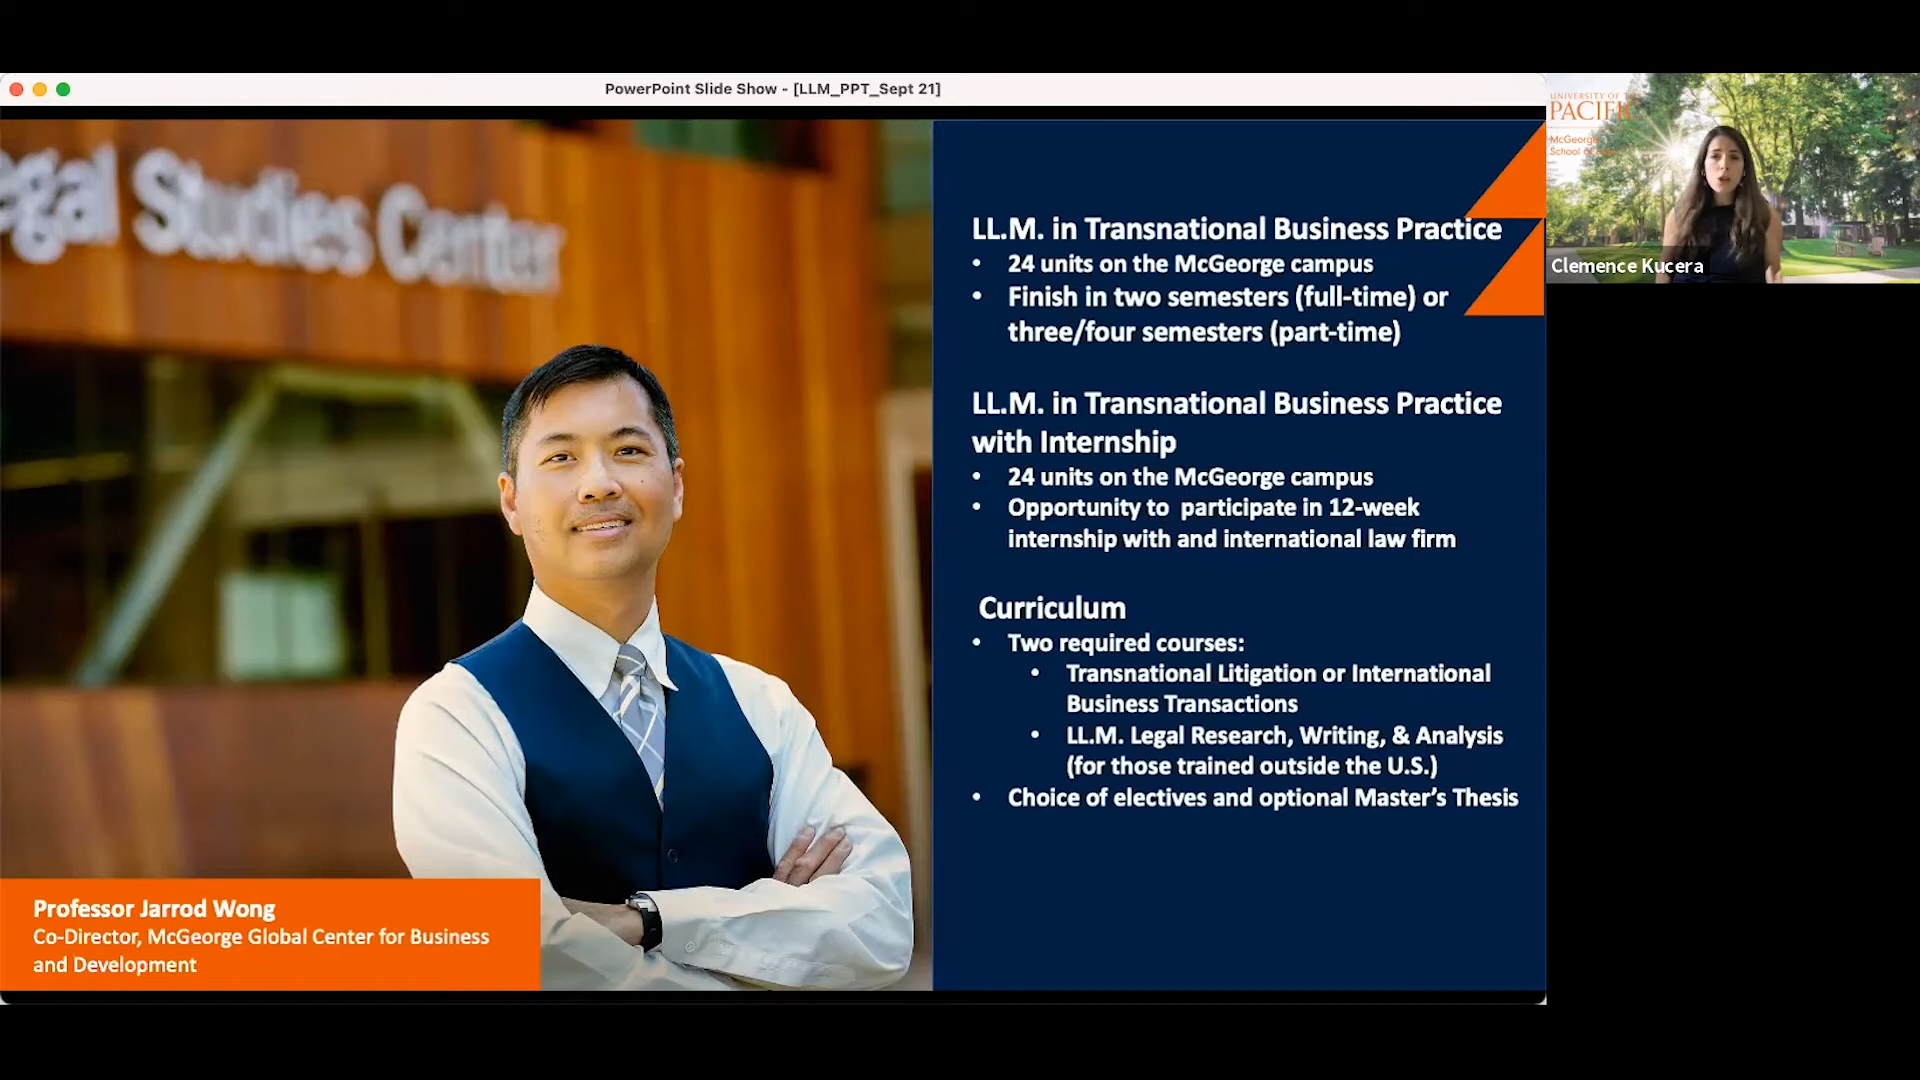 PowerPoint Slide Show - [LLM_PPT_Sept 21]
egal Studies Center
Professor Jarrod Wong
Co-Director, McGeorge Global Center for Business
and Development
LL.M. in Transnational Business Practice
• 24 units on the McGeorge campus
• Finish in two semesters (full-time) or
three/four semesters (part-time)
LL.M. in Transnational Business Practice
with Internship
• 24 units on the McGeorge campus
• Opportunity to participate in 12-week
internship with and international law firm
Curriculum
• Two required courses:
• Transnational Litigation or International
Business Transactions
• LL.M. Legal Research, Writing, & Analysis
(for those trained outside the U.S.)
• Choice of electives and optional Master’s Thesis
UNIVERSITY OF
PACIFIC
McGeorge
School
Clemence Kucera